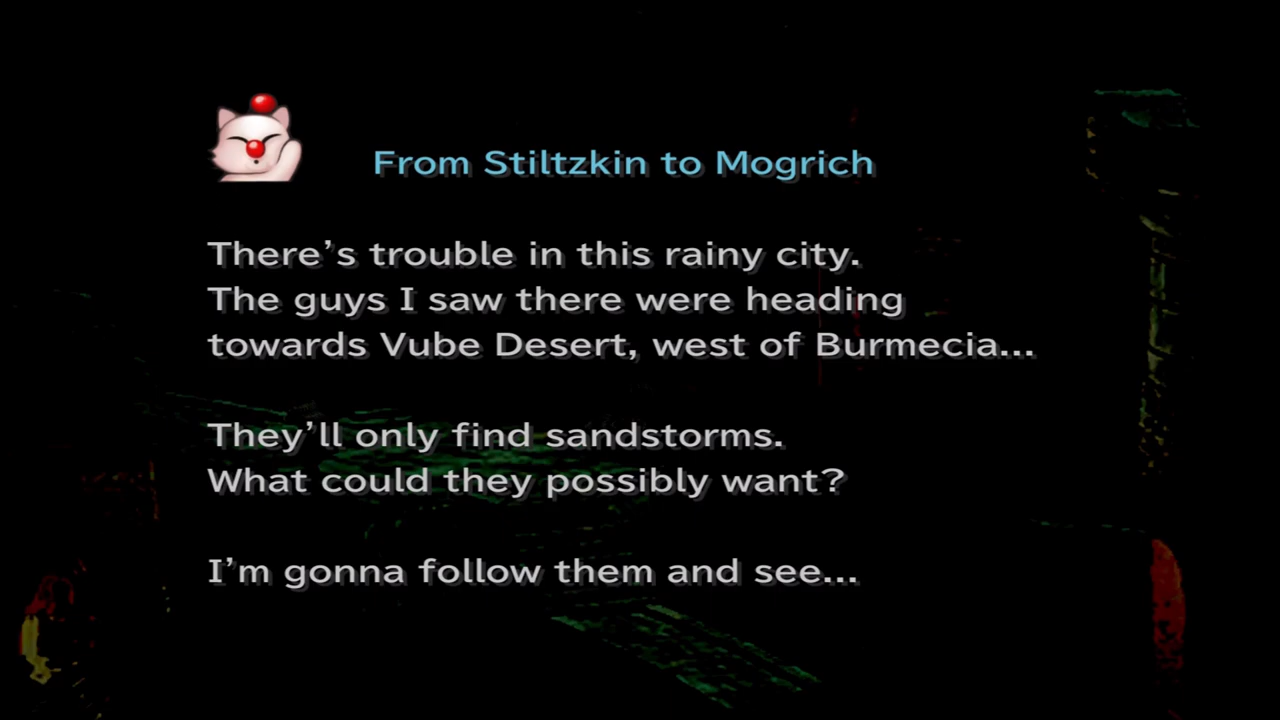 From Stiltzkin to Mogrich
There's trouble in this rainy city.
The guys I saw there were heading
towards Vube Desert, west of Burmecia...
They'll only find sandstorms.
What could they possibly want?
I'm gonna follow them and see...